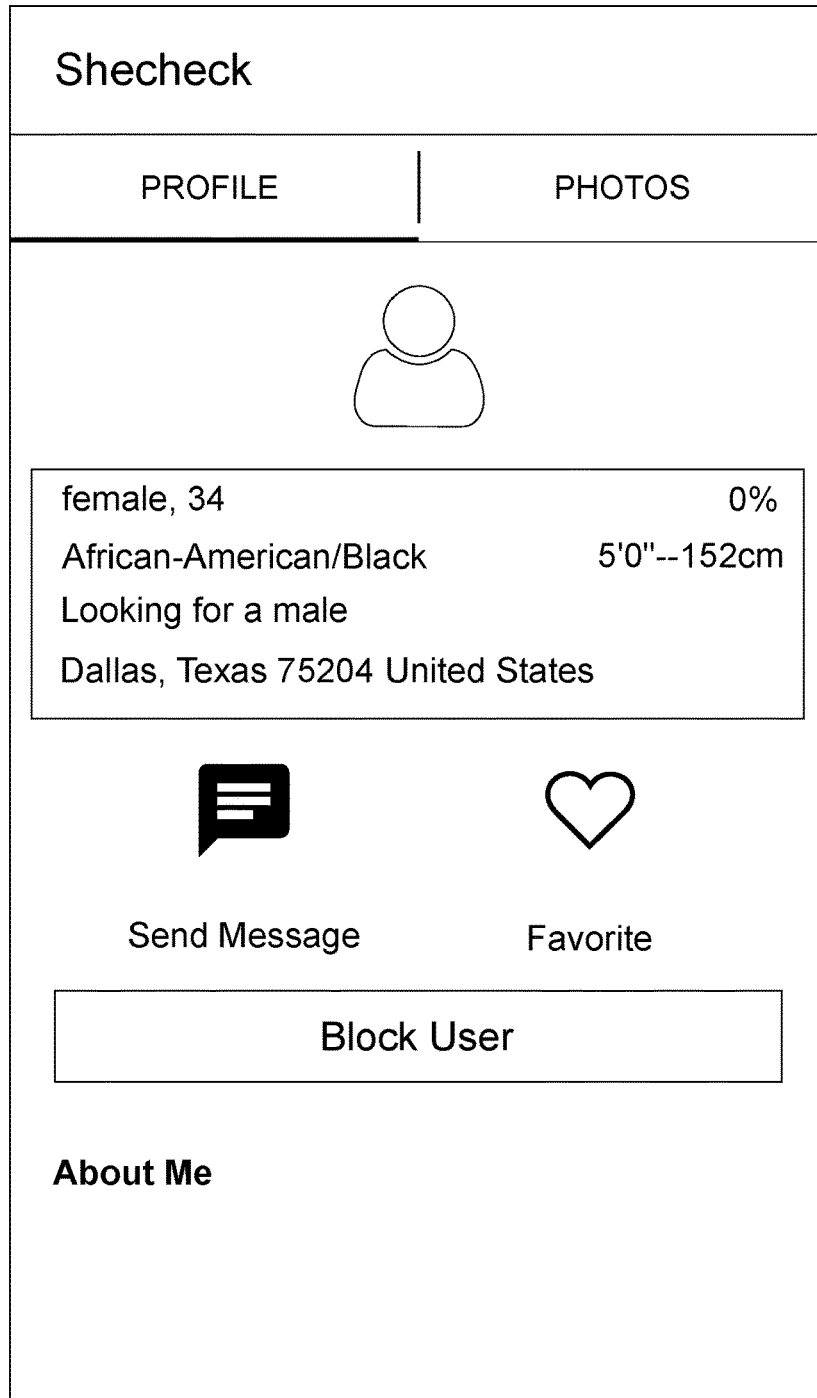 Shecheck
PROFILE PHOTOS
female, 34 0%
African-American/Black 5'0"--152cm
Looking for a male
Dallas, Texas 75204 United States
Send Message Favorite
Block User
About Me